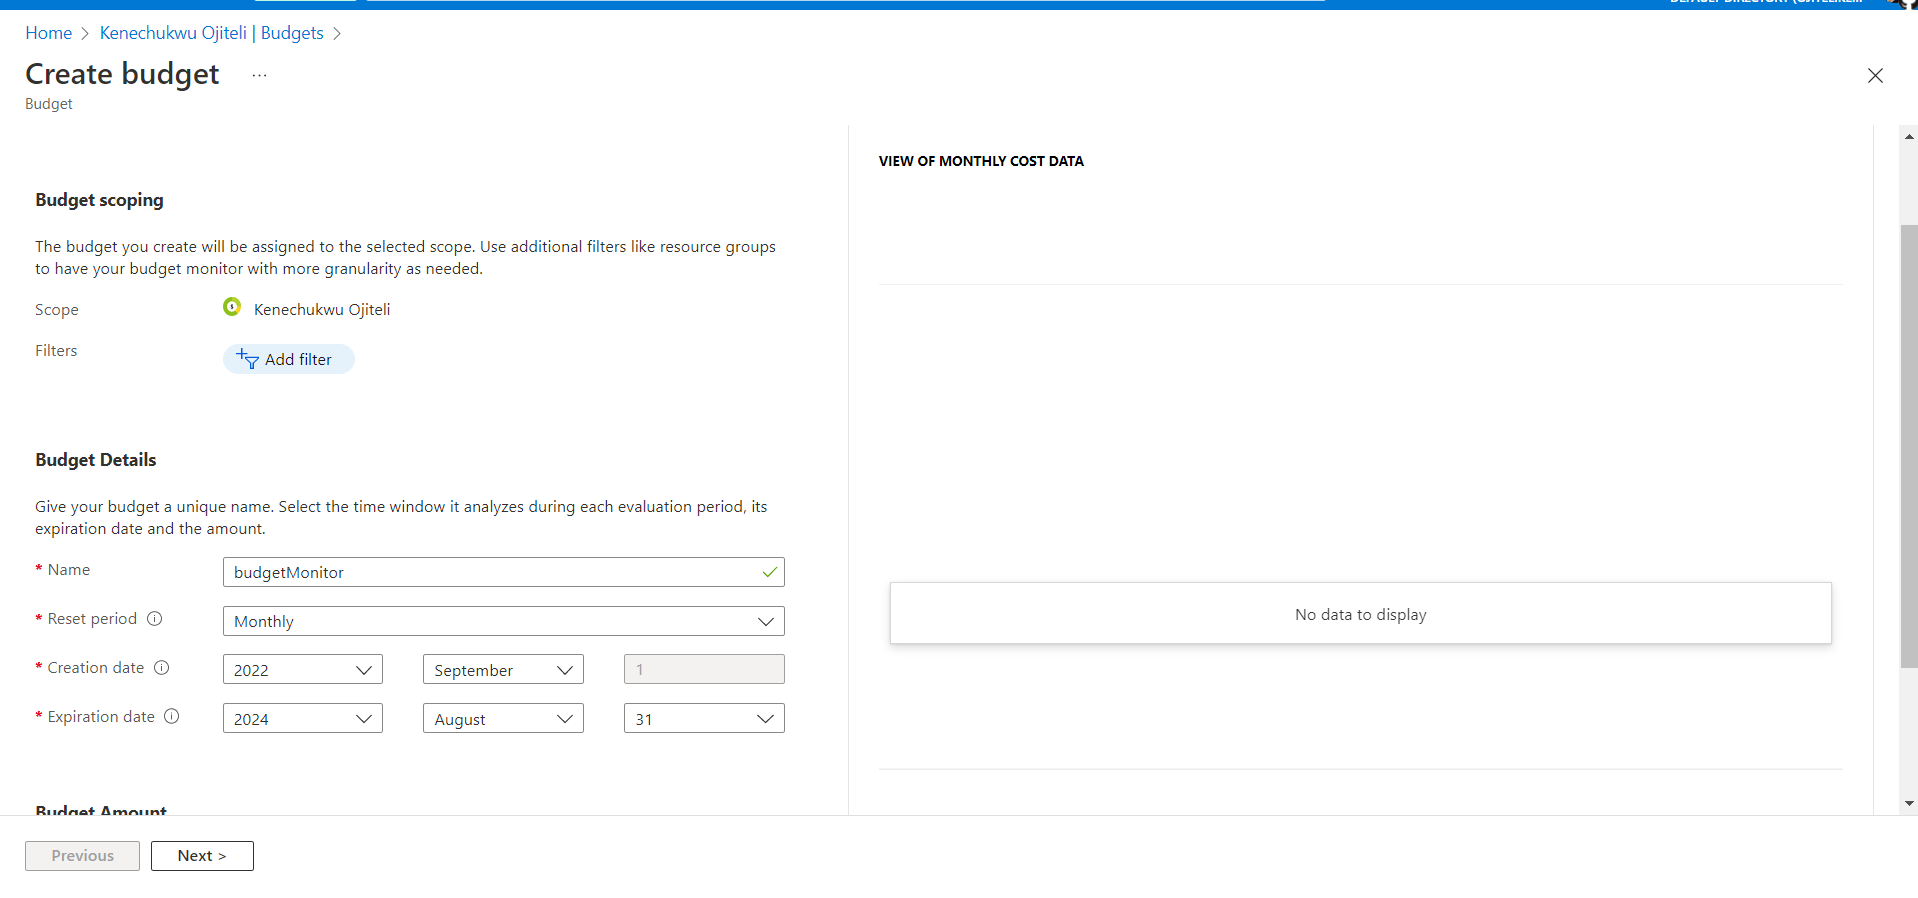 Home > Kenechukwu Ojiteli | Budgets >
Create budget ...
Budget
Budget scoping
The budget you create will be assigned to the selected scope. Use additional filters like resource groups
to have your budget monitor with more granularity as needed.
Scope Kenechukwu Ojiteli
Filters Add filter
Budget Details
Give your budget a unique name. Select the time window it analyzes during each evaluation period, its
expiration date and the amount.
* Name budgetMonitor
* Reset period Monthly
* Creation date 2022 September 1
* Expiration date 2024 August 31
Budget Amount
VIEW OF MONTHLY COST DATA
No data to display
Previous Next >